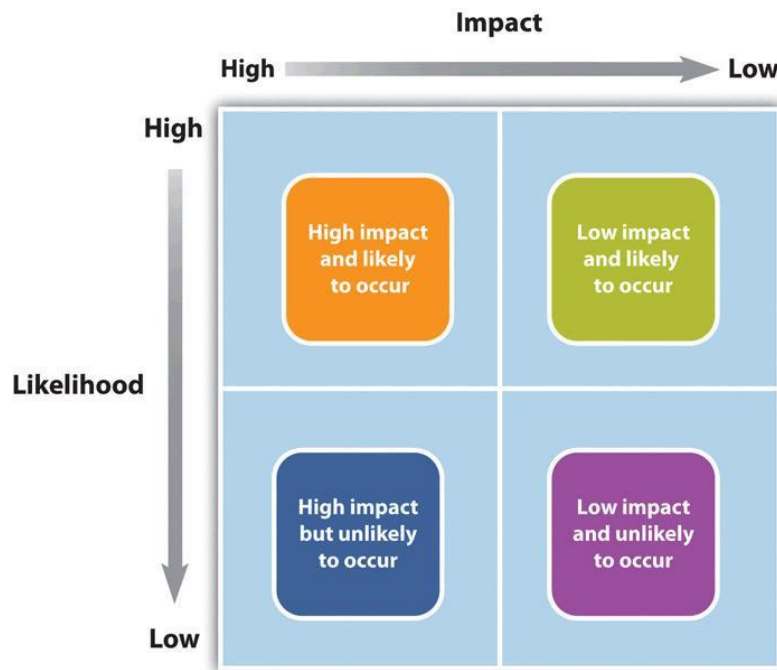 Impact
High
Low
High
High impact
and likely
to occur
Low impact
and likely
to occur
Likelihood
High impact
but unlikely
to occur
Low impact
and unlikely
to occur
Low